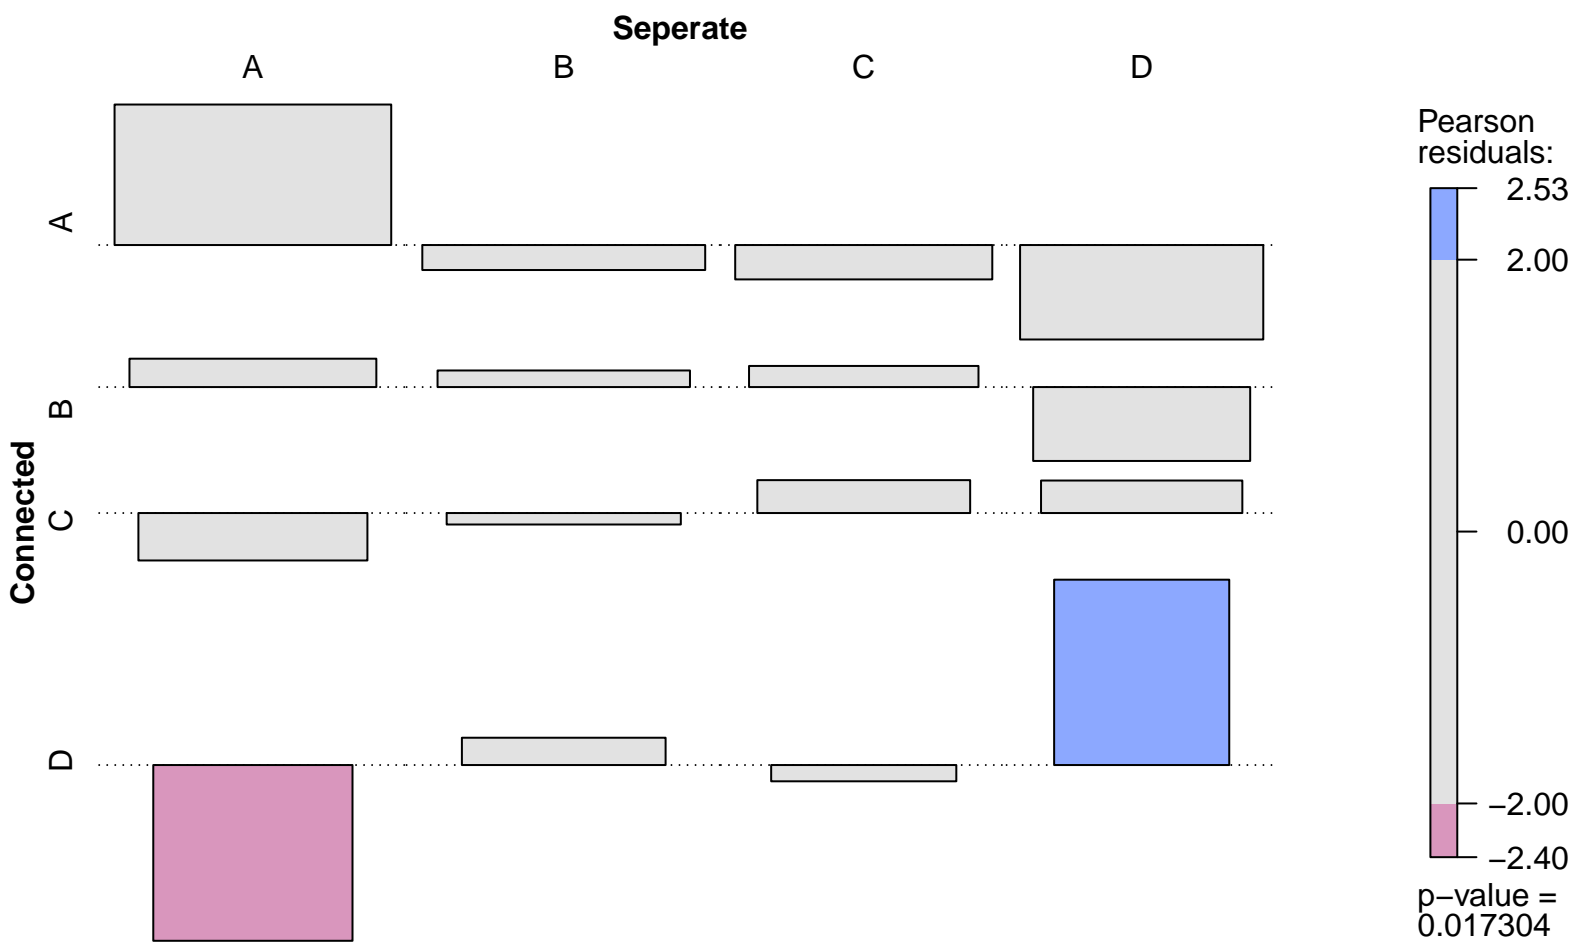 Seperate
A B C D
A
B
C
D
Connected
Pearson
residuals:
2.53
2.00
0.00
−2.00
−2.40
p−value =
0.017304